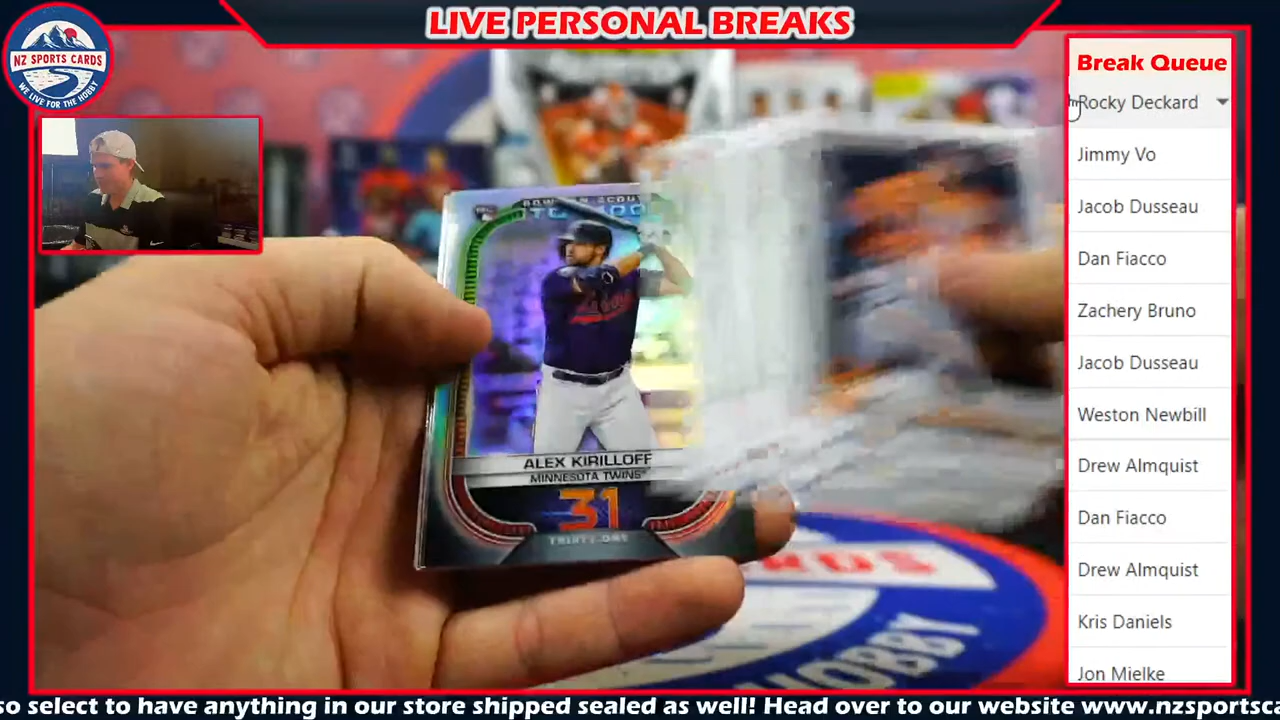 LIVE PERSONAL BREAKS
NZ SPORTS CARDS
WE LIVE FOR THE HOBBY
Break Queue
Rocky Deckard
Jimmy Vo
Jacob Dusseau
Dan Fiacco
Zachery Bruno
Jacob Dusseau
Weston Newbill
Drew Almquist
Dan Fiacco
Drew Almquist
Kris Daniels
Jon Mielke
ALEX KIRILLOFF
MINNESOTA TWINS
31
THIRTY-ONE
HOBBY
so select to have anything in our store shipped sealed as well! Head over to our website www.nzsportsca